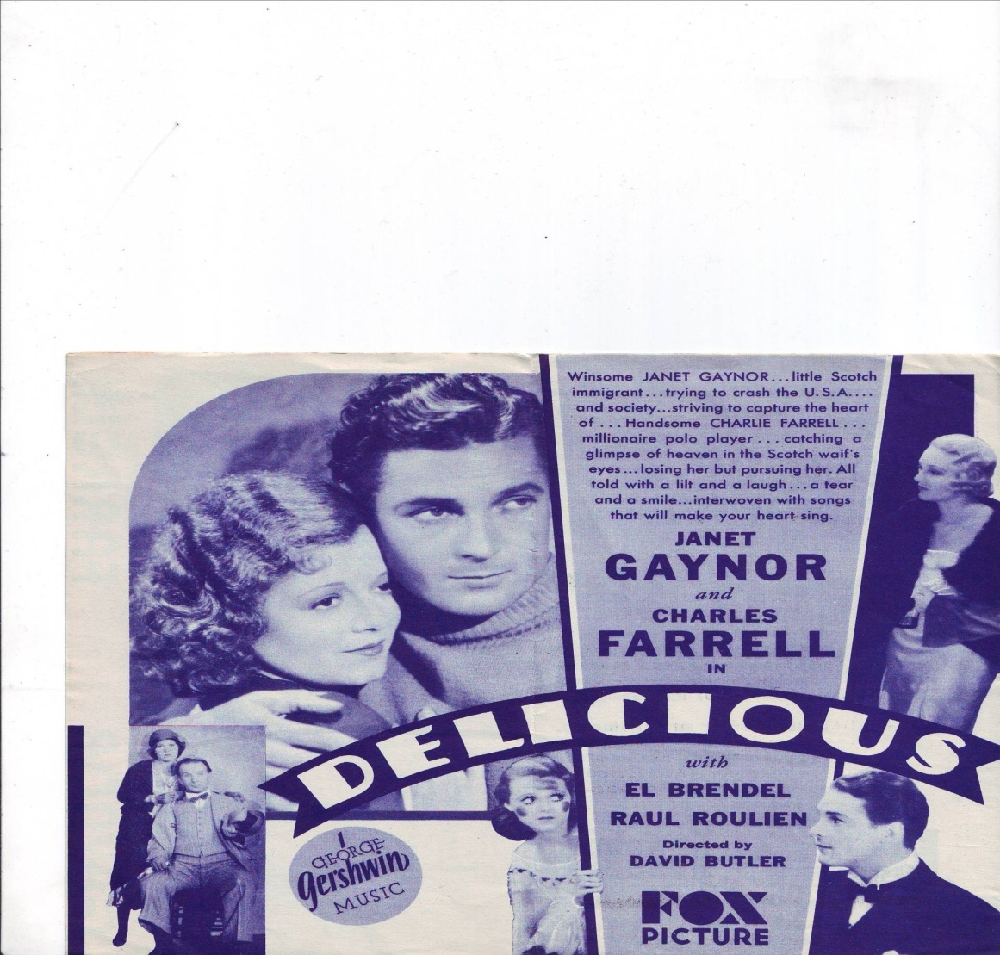 Winsome JANET GAYNOR...little Scotch
immigrant...trying to crash the U.S.A....
and society...striving to capture the heart
of ... Handsome CHARLIE FARRELL ...
millionaire polo player ... catching a
glimpse of heaven in the Scotch waif's
eyes...losing her but pursuing her. All
told with a lilt and a laugh...a tear
and a smile...interwoven with songs
that will make your heart sing.
JANET
GAYNOR
and
CHARLES
FARRELL
IN
DELICIOUS
with
EL BRENDEL
RAUL ROULIEN
Directed by
DAVID BUTLER
FOX
PICTURE
GEORGE
Gershwin
MUSIC